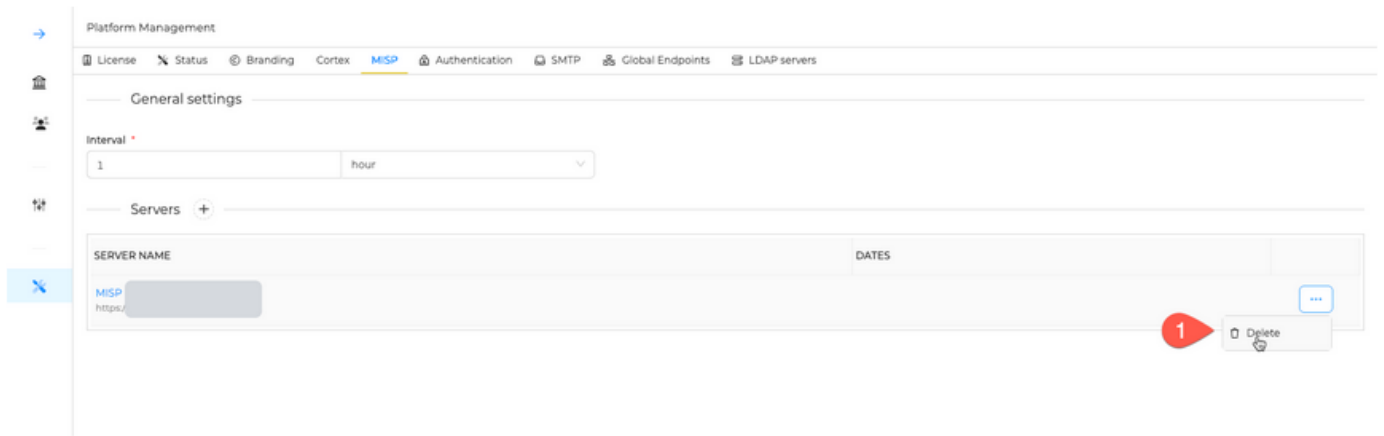 Platform Management
License Status Branding Cortex MISP Authentication SMTP Global Endpoints LDAP servers
General settings
Interval *
1 hour
Servers +
SERVER NAME DATES
MISP
https:/
...
1 Delete